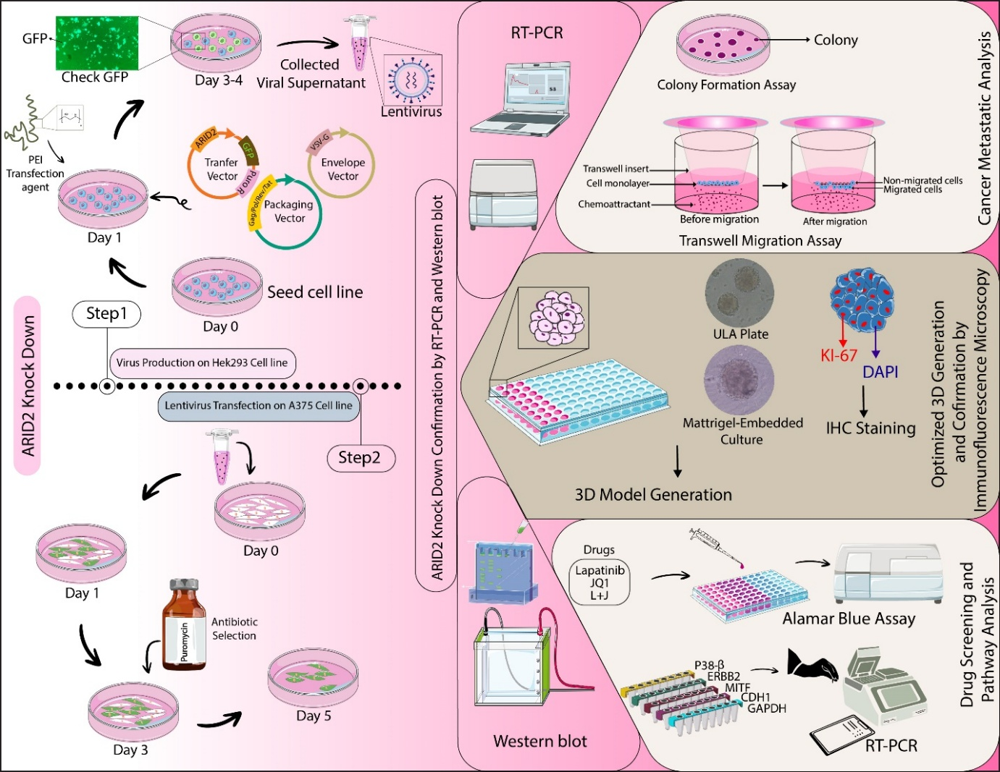 GFP
Check GFP
Day 3-4
Collected
Viral Supernatant
Lentivirus
PEI
Transfection
agent
Day 1
ARID2
GFP
Puro R
Tranfer
Vector
Gag/Pol/Rev/Tat
Packaging
Vector
VSV-G
Envelope
Vector
Seed cell line
Day 0
ARID2 Knock Down
Step1
Virus Production on Hek293 Cell line
Lentivirus Transfection on A375 Cell line
Step2
Day 0
Day 1
Puromycin
Antibiotic
Selection
Day 3
Day 5
ARID2 Knock Down Confirmation by RT-PCR and Western blot
RT-PCR
Western blot
Colony
Colony Formation Assay
Transwell insert
Cell monolayer
Chemoattractant
Before migration
Non-migrated cells
Migrated cells
After migration
Transwell Migration Assay
Cancer Metastatic Analysis
ULA Plate
Mattrigel-Embedded
Culture
3D Model Generation
KI-67
DAPI
IHC Staining
Optimized 3D Generation
and Cofirmation by
Immunofluorescence Microscopy
Drugs
Lapatinib
JQ1
L+J
Alamar Blue Assay
P38-β
ERBB2
MITF
CDH1
GAPDH
RT-PCR
Drug Screening and
Pathway Analysis